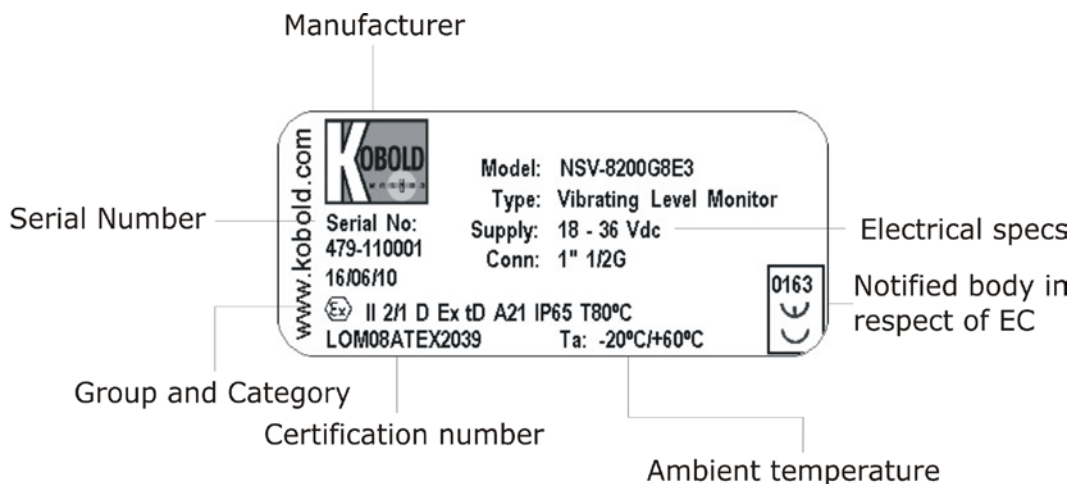 Manufacturer
www.kobold.com
KOBOLD
Model: NSV-8200G8E3
Type: Vibrating Level Monitor
Serial Number
Serial No:
Supply: 18 - 36 Vdc
Electrical specs
479-110001
Conn: 1" 1/2G
16/06/10
0163
CE
Notified body in
respect of EC
Ex II 2/1 D Ex tD A21 IP65 T80ºC
LOM08ATEX2039 Ta: -20ºC/+60ºC
Group and Category
Certification number
Ambient temperature